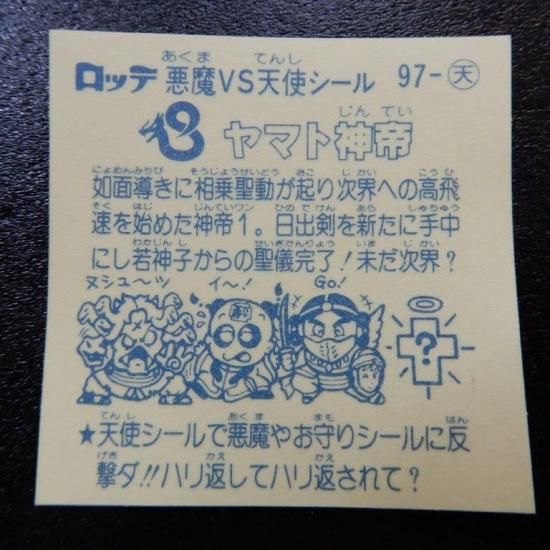 あくま てんし
ロッテ 悪魔VS天使シール 97-天
じん てい
ヤマト神帝
にょめんみちび そうじょうせいどう おこ じかい こうひ
如面導きに相乗聖動が起り次界への高飛
そく はじ じんていワン ひのでけん あら しゅちゅう
速を始めた神帝1。日出剣を新たに手中
わかじんし せいぎかんりょう いま じかい
にし若神子からの聖儀完了!未だ次界?
ヌシュ〜ッ イ〜! Go!
?
てんし あくま まも はん
★天使シールで悪魔やお守りシールに反
げき かえ かえ
撃ダ!!ハリ返してハリ返されて?